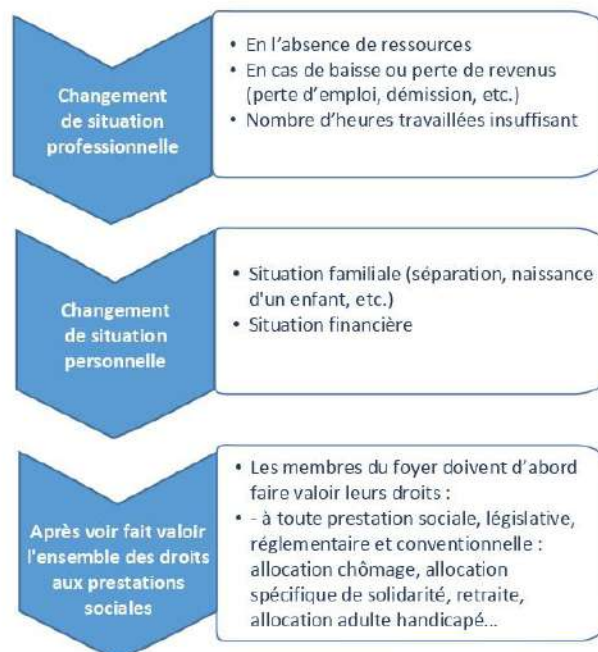 Changement
de situation
professionnelle
• En l'absence de ressources
• En cas de baisse ou perte de revenus
(perte d'emploi, démission, etc.)
• Nombre d'heures travaillées insuffisant
Changement
de situation
personnelle
• Situation familiale (séparation, naissance
d'un enfant, etc.)
• Situation financière
Après voir fait valoir
l'ensemble des droits
aux prestations
sociales
• Les membres du foyer doivent d'abord
faire valoir leurs droits :
• - à toute prestation sociale, législative,
réglementaire et conventionnelle :
allocation chômage, allocation
spécifique de solidarité, retraite,
allocation adulte handicapé...